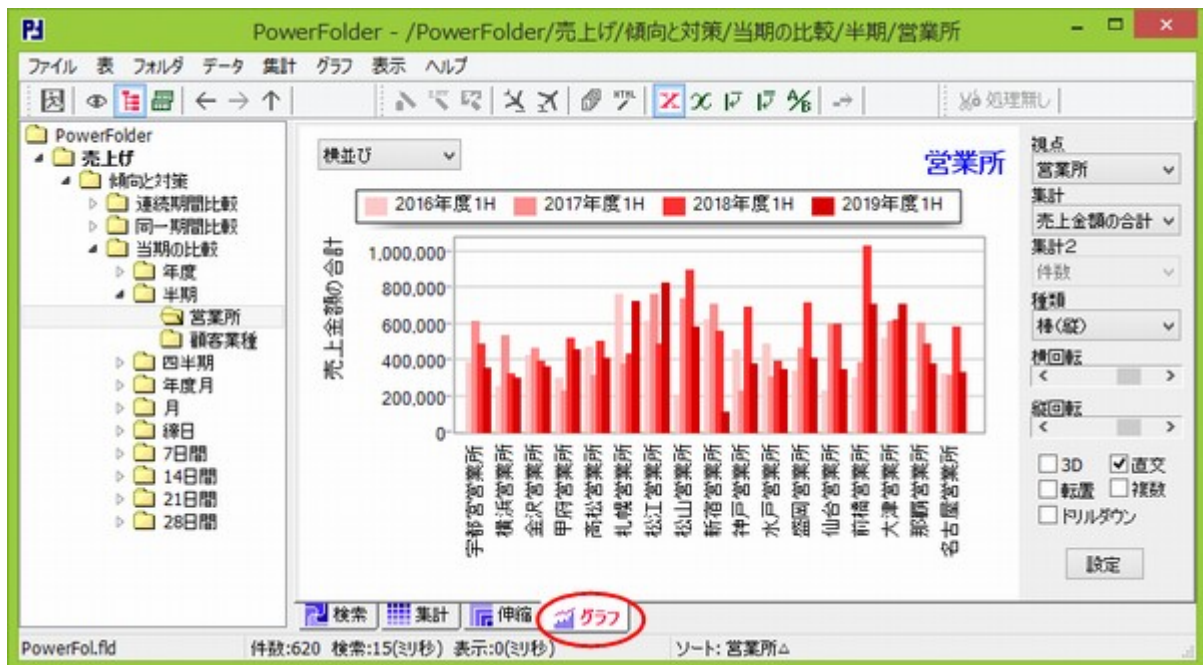 PowerFolder - /PowerFolder/売上げ/傾向と対策/当期の比較/半期/営業所
ファイル 表 フォルダ データ 集計 グラフ 表示 ヘルプ
HTML
A/B
処理無し
PowerFolder
売上げ
傾向と対策
連続期間比較
同一期間比較
当期の比較
年度
半期
営業所
顧客業種
四半期
年度月
月
締日
7日間
14日間
21日間
28日間
横並び
営業所
2016年度1H 2017年度1H 2018年度1H 2019年度1H
売上金額の合計
1,000,000
800,000
600,000
400,000
200,000
0
宇都宮営業所
横浜営業所
金沢営業所
甲府営業所
高松営業所
札幌営業所
松江営業所
松山営業所
新宿営業所
神戸営業所
水戸営業所
盛岡営業所
仙台営業所
前橋営業所
大津営業所
那覇営業所
名古屋営業所
視点
営業所
集計
売上金額の合計
集計2
件数
種類
棒(縦)
横回転
縦回転
3D 直交
転置 複数
ドリルダウン
設定
検索 集計 伸縮 グラフ
PowerFol.fld 件数:620 検索:15(ミリ秒) 表示:0(ミリ秒) ソート: 営業所△